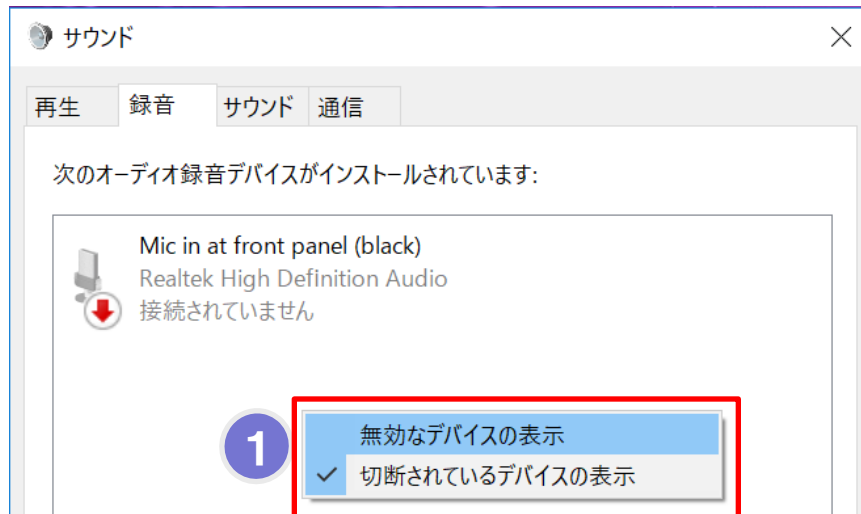 サウンド
再生 録音 サウンド 通信
次のオーディオ録音デバイスがインストールされています:
Mic in at front panel (black)
Realtek High Definition Audio
接続されていません
1
無効なデバイスの表示
切断されているデバイスの表示